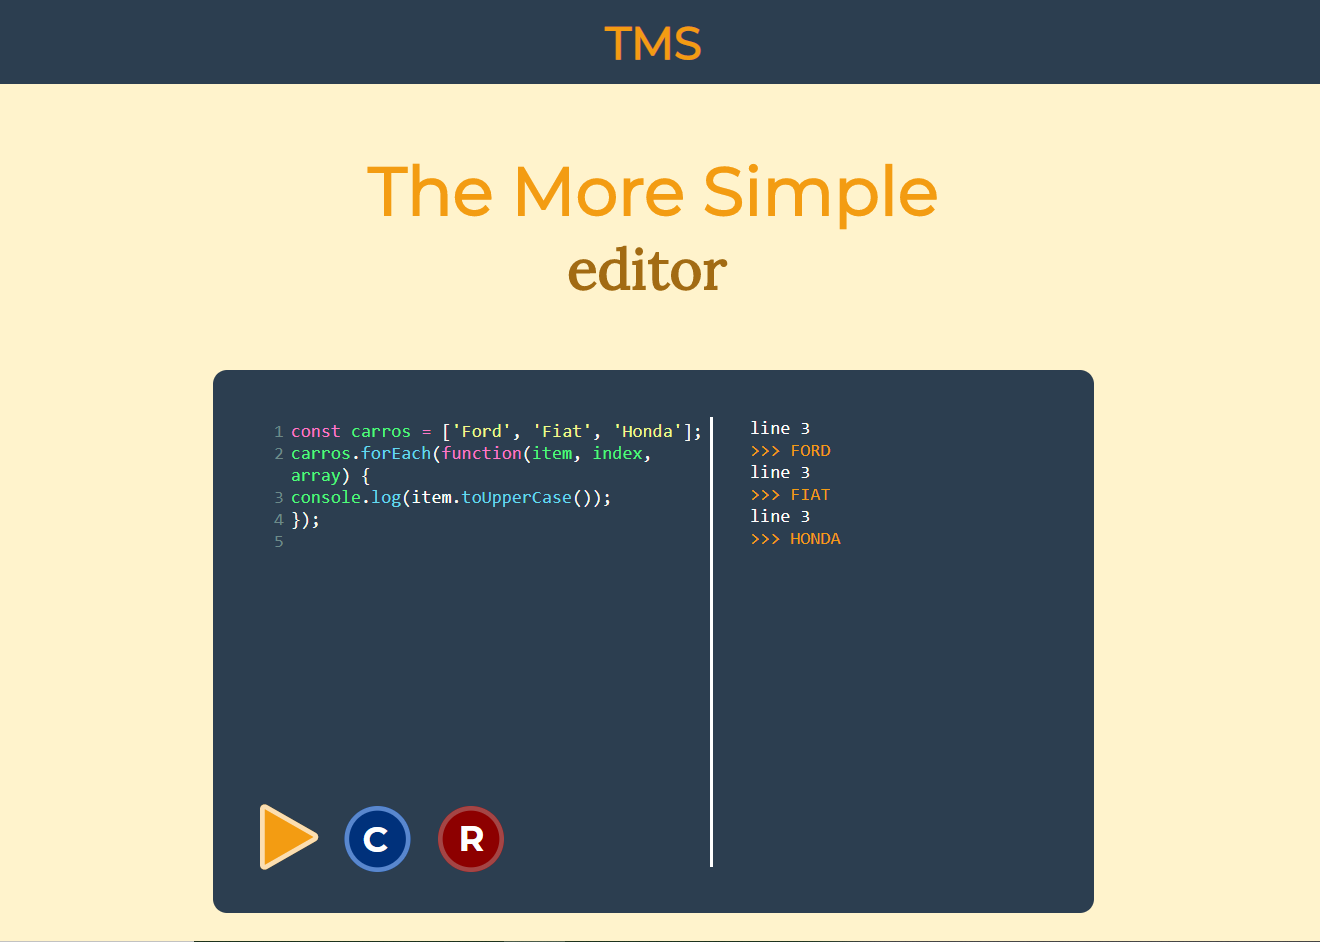 TMS
The More Simple
editor
1 const carros = ['Ford', 'Fiat', 'Honda'];
2 carros.forEach(function(item, index,
array) {
3 console.log(item.toUpperCase());
4 });
5
line 3
>>> FORD
line 3
>>> FIAT
line 3
>>> HONDA
C
R